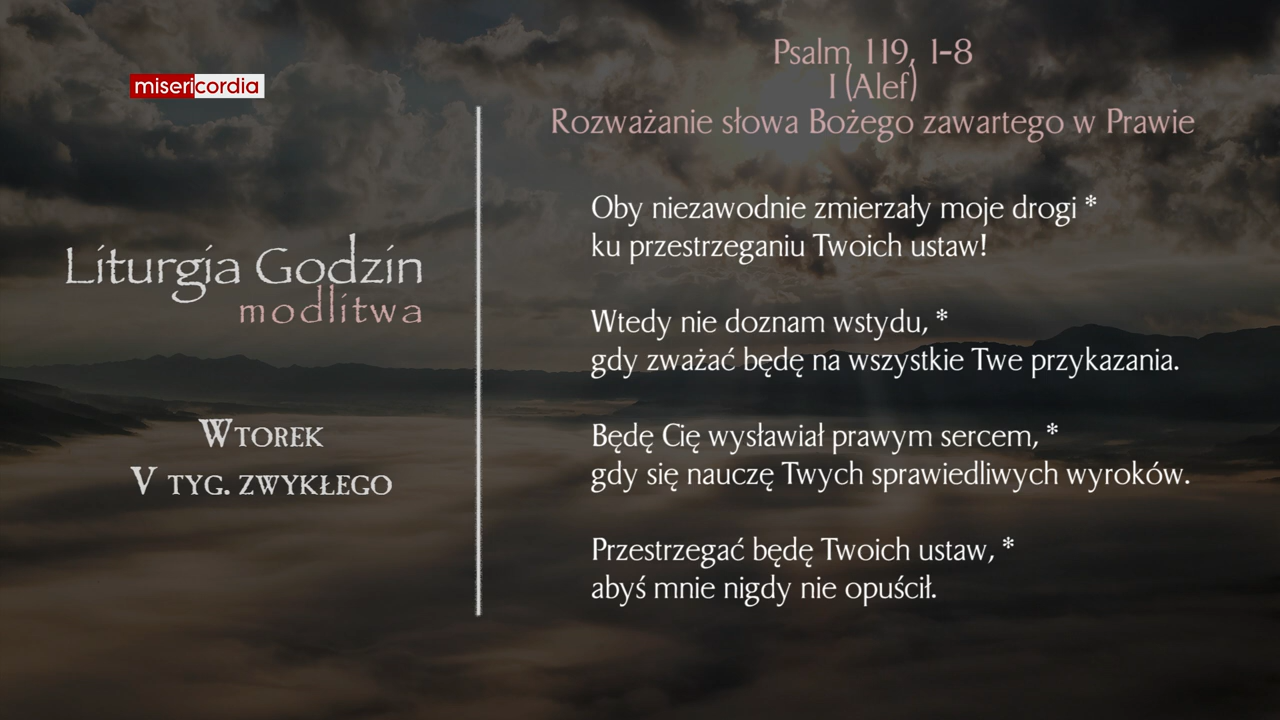 misericordia
Liturgia Godzin
modlitwa
Wtorek
V tyg. zwykłego
Psalm 119, 1-8
I (Alef)
Rozważanie słowa Bożego zawartego w Prawie
Oby niezawodnie zmierzały moje drogi *
ku przestrzeganiu Twoich ustaw!
Wtedy nie doznam wstydu, *
gdy zważać będę na wszystkie Twe przykazania.
Będę Cię wysławiał prawym sercem, *
gdy się nauczę Twych sprawiedliwych wyroków.
Przestrzegać będę Twoich ustaw, *
abyś mnie nigdy nie opuścił.